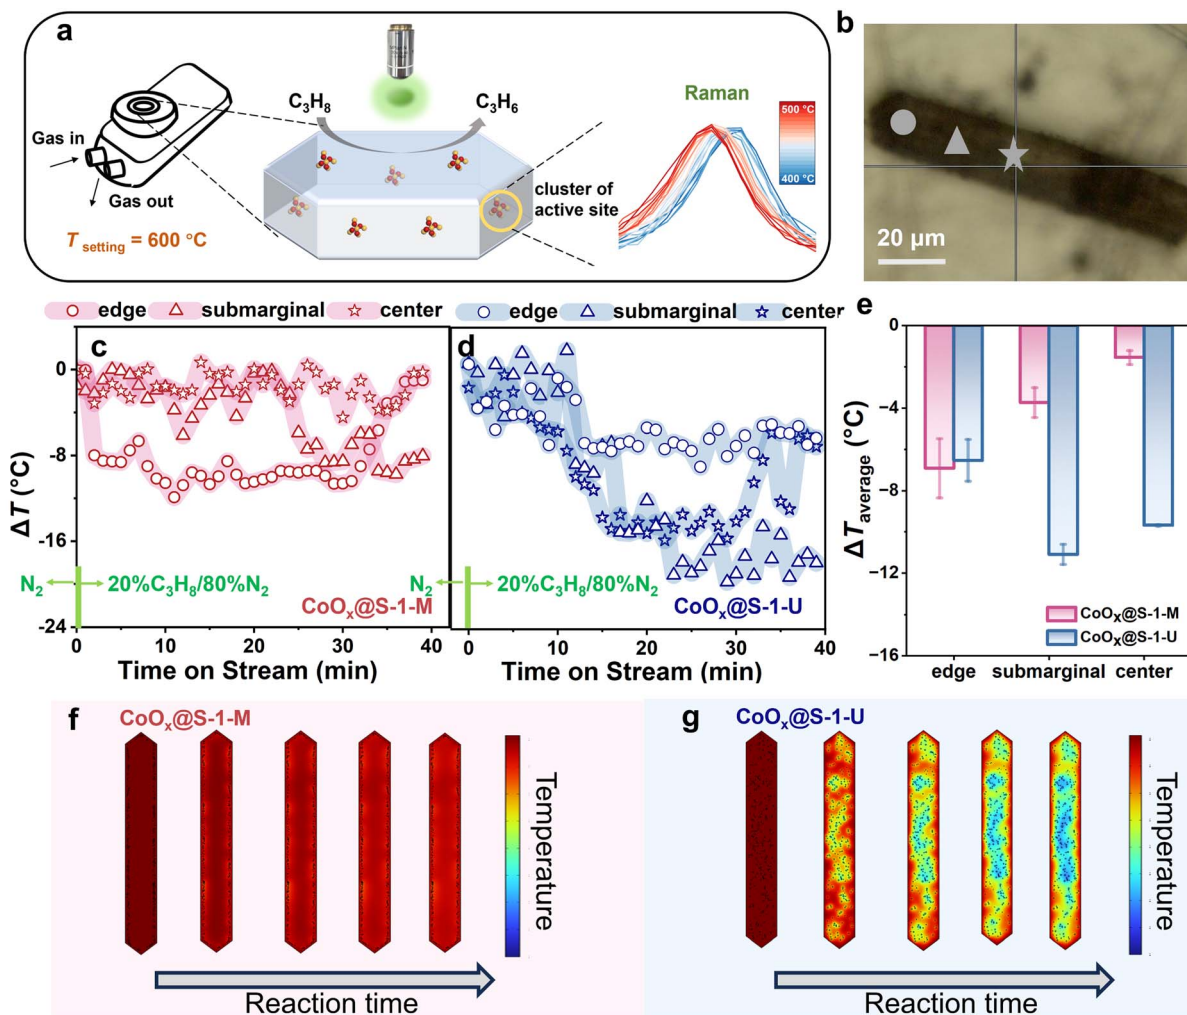 a
C₃H₈
C₃H₆
Raman
500 °C
400 °C
Gas in
Gas out
T setting = 600 °C
cluster of
active site
b
20 μm
edge submarginal center
edge submarginal center
c
0
-8
-16
-24
ΔT (°C)
N₂
20%C₃H₈/80%N₂
CoOₓ@S-1-M
0 10 20 30 40
Time on Stream (min)
d
N₂
20%C₃H₈/80%N₂
CoOₓ@S-1-U
0 10 20 30 40
Time on Stream (min)
e
0
−4
−8
−12
−16
ΔT average (°C)
CoOₓ@S-1-M
CoOₓ@S-1-U
edge submarginal center
f
CoOₓ@S-1-M
Temperature
Reaction time
g
CoOₓ@S-1-U
Temperature
Reaction time